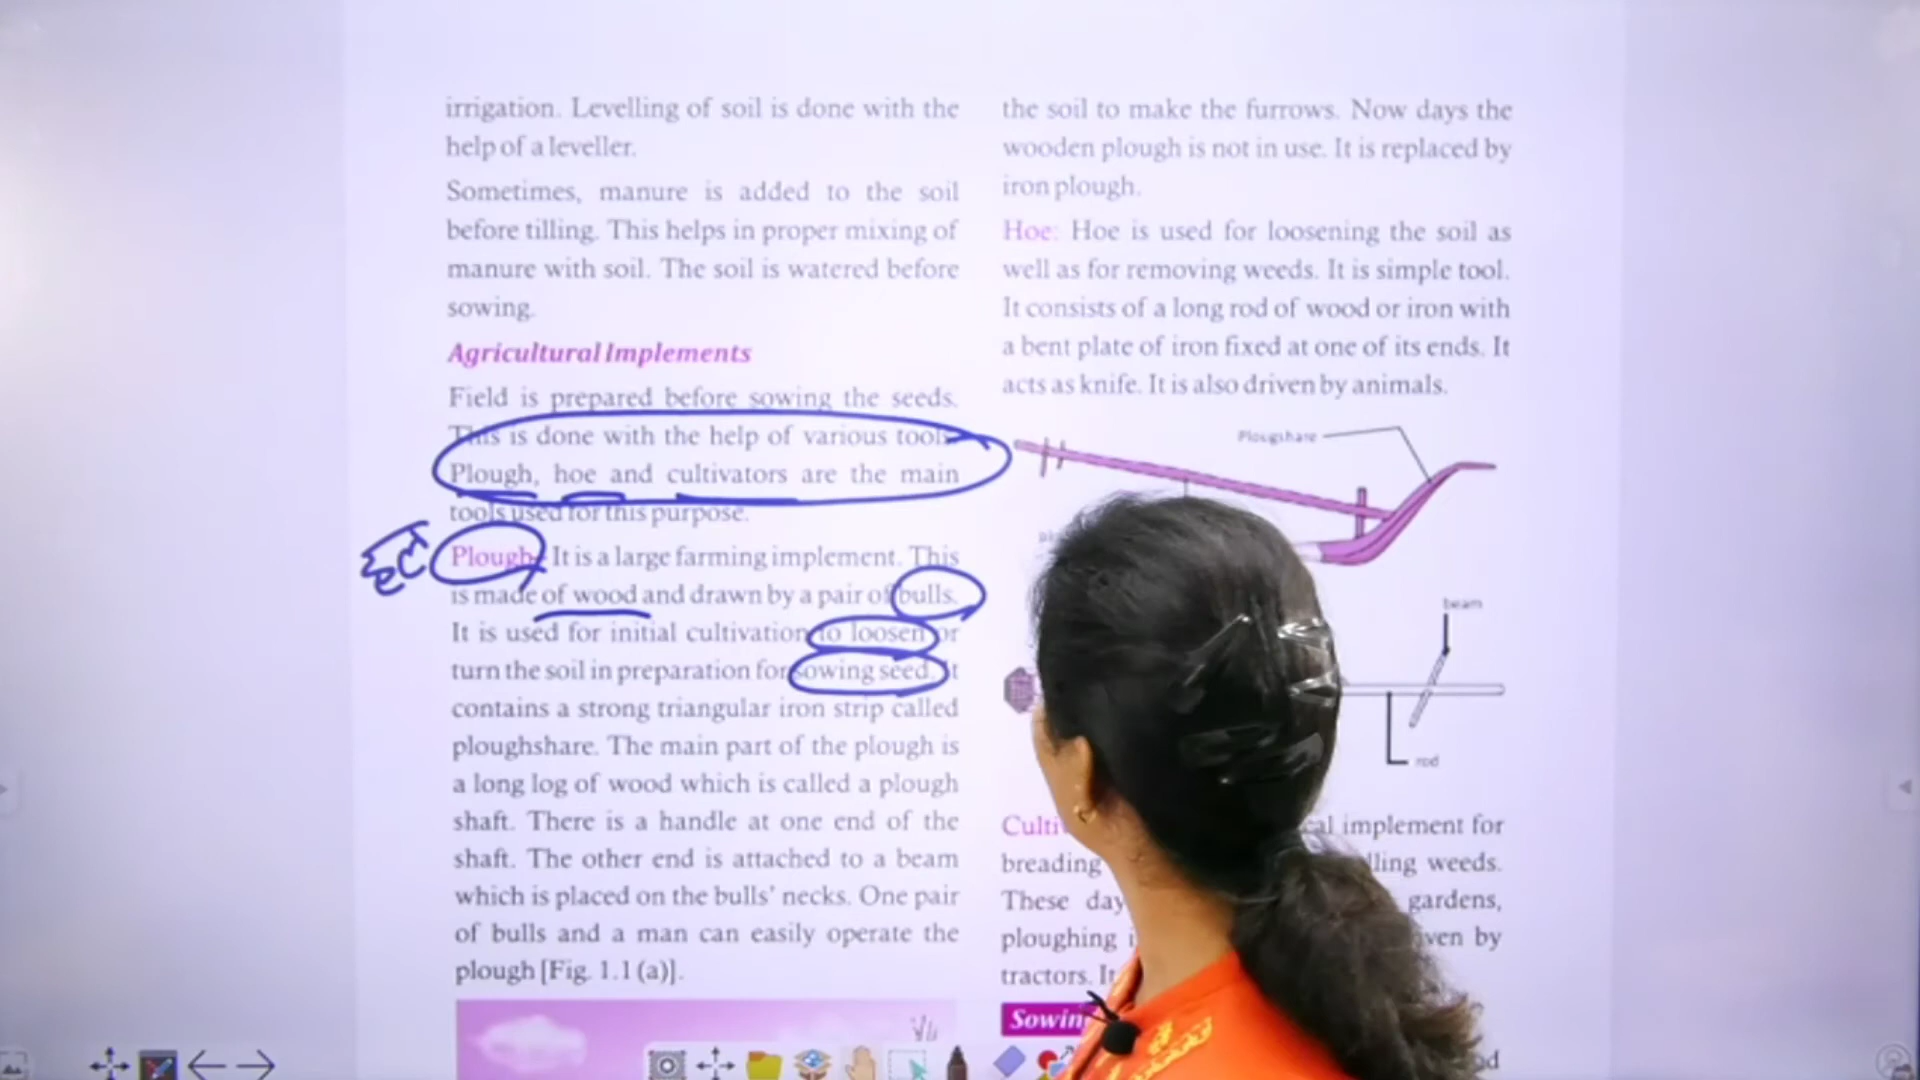 irrigation. Levelling of soil is done with the
help of a leveller.
Sometimes, manure is added to the soil
before tilling. This helps in proper mixing of
manure with soil. The soil is watered before
sowing.
Agricultural Implements
Field is prepared before sowing the seeds.
This is done with the help of various tools.
Plough, hoe and cultivators are the main
tools used for this purpose.
हल
Plough: It is a large farming implement. This
is made of wood and drawn by a pair of bulls.
It is used for initial cultivation to loosen or
turn the soil in preparation for sowing seed. It
contains a strong triangular iron strip called
ploughshare. The main part of the plough is
a long log of wood which is called a plough
shaft. There is a handle at one end of the
shaft. The other end is attached to a beam
which is placed on the bulls' necks. One pair
of bulls and a man can easily operate the
plough [Fig. 1.1 (a)].
the soil to make the furrows. Now days the
wooden plough is not in use. It is replaced by
iron plough.
Hoe: Hoe is used for loosening the soil as
well as for removing weeds. It is simple tool.
It consists of a long rod of wood or iron with
a bent plate of iron fixed at one of its ends. It
acts as knife. It is also driven by animals.
Plougshare
beam
rod
implement for
breading weeds.
These gardens,
ploughing by
tractors. It